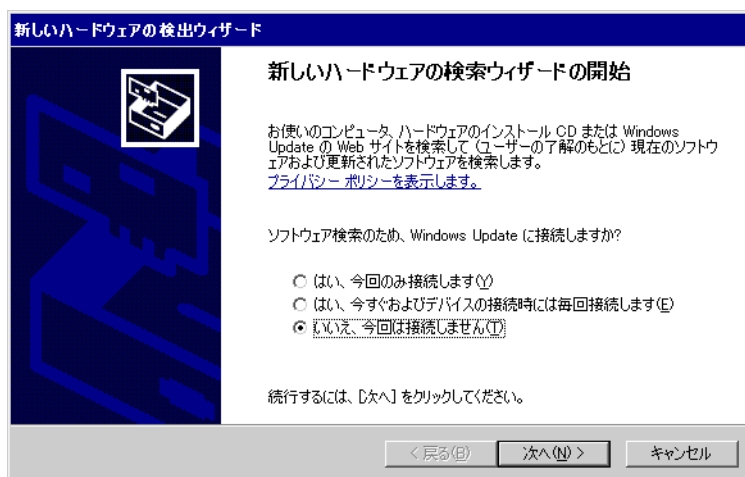 新しいハードウェアの検出ウィザード
新しいハードウェアの検索ウィザードの開始
お使いのコンピュータ、ハードウェアのインストール CD または Windows
Update の Web サイトを検索して (ユーザーの了解のもとに) 現在のソフトウ
ェアおよび更新されたソフトウェアを検索します。
プライバシー ポリシーを表示します。
ソフトウェア検索のため、Windows Update に接続しますか?
はい、今回のみ接続します(Y)
はい、今すぐおよびデバイスの接続時には毎回接続します(E)
いいえ、今回は接続しません(T)
続行するには、[次へ] をクリックしてください。
< 戻る(B)
次へ(N) >
キャンセル